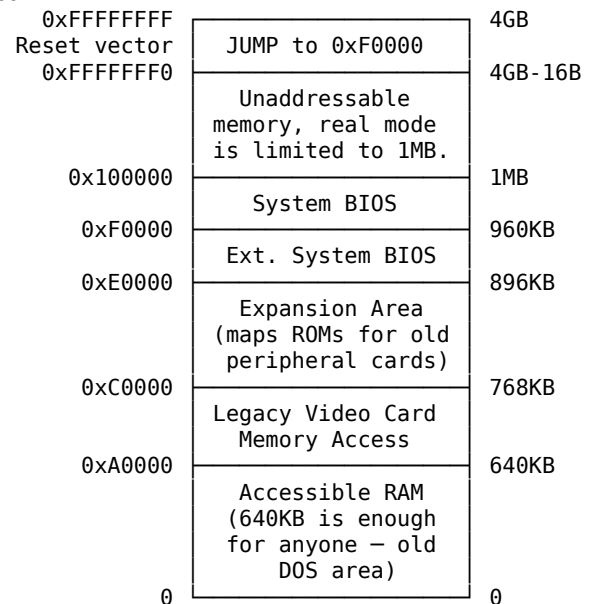 0xFFFFFFFF 4GB
Reset vector JUMP to 0xF0000
0xFFFFFFF0 4GB-16B
Unaddressable
memory, real mode
is limited to 1MB.
0x100000 1MB
System BIOS
0xF0000 960KB
Ext. System BIOS
0xE0000 896KB
Expansion Area
(maps ROMs for old
peripheral cards)
0xC0000 768KB
Legacy Video Card
Memory Access
0xA0000 640KB
Accessible RAM
(640KB is enough
for anyone – old
DOS area)
0 0